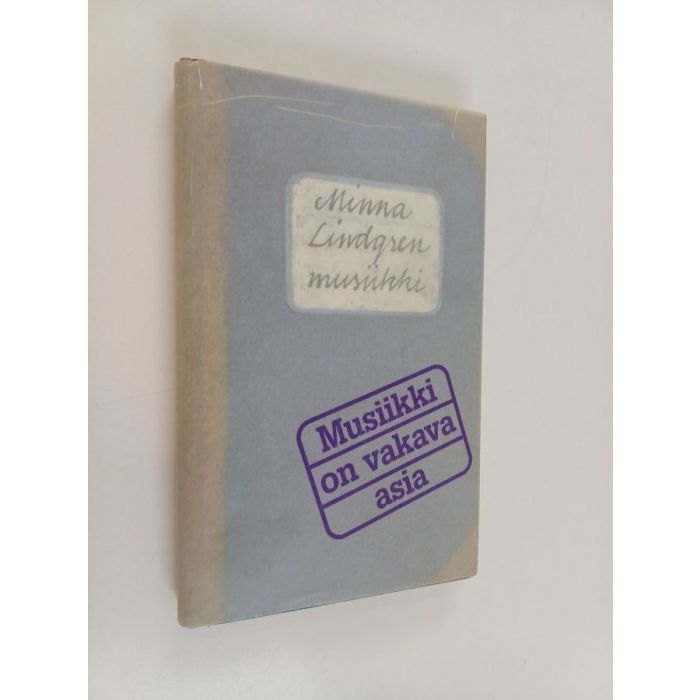 Minna
Lindgren
musiikki
Musiikki
on vakava
asia